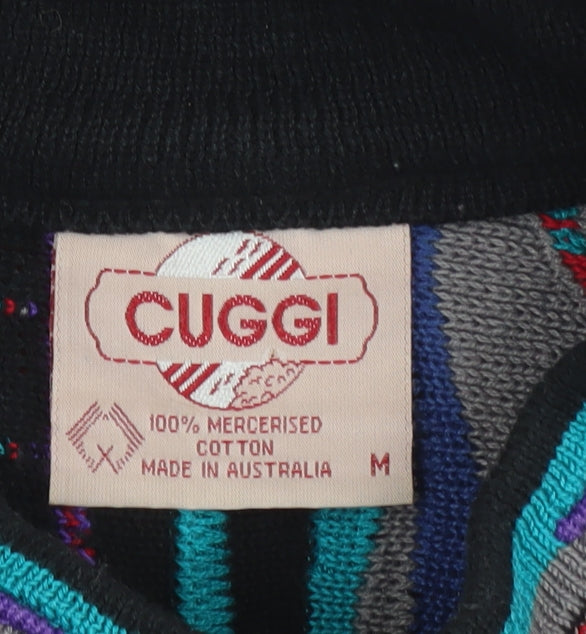 CUGGI
100% MERCERISED
COTTON
MADE IN AUSTRALIA M